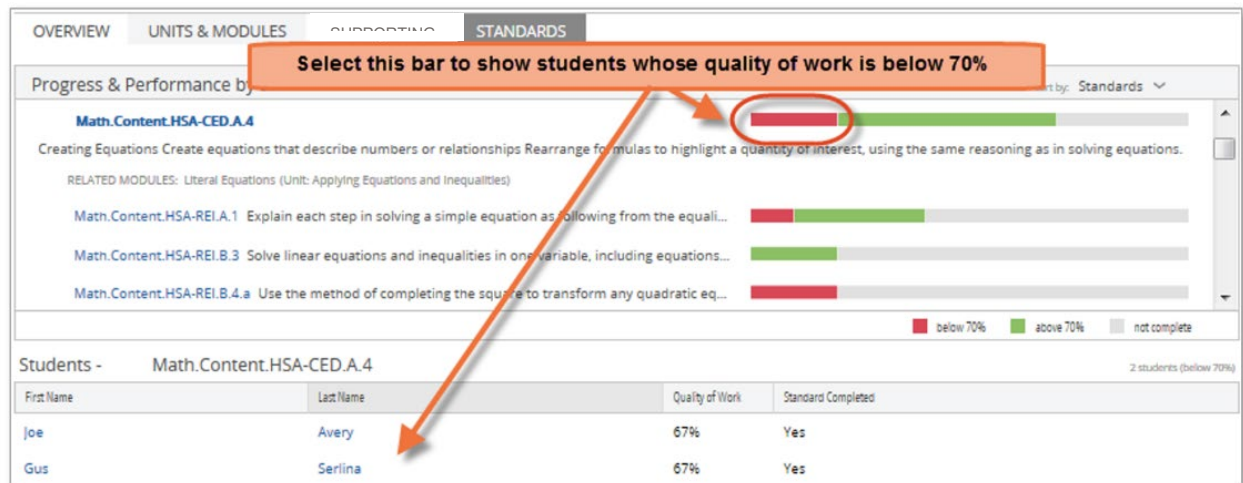 OVERVIEW UNITS & MODULES SUPPORTING STANDARDS
Select this bar to show students whose quality of work is below 70%
Progress & Performance by Standards
Math.Content.HSA-CED.A.4
Creating Equations Create equations that describe numbers or relationships Rearrange formulas to highlight a quantity of interest, using the same reasoning as in solving equations.
RELATED MODULES: Literal Equations (Unit: Applying Equations and Inequalities)
Math.Content.HSA-REI.A.1 Explain each step in solving a simple equation as following from the equali...
Math.Content.HSA-REI.B.3 Solve linear equations and inequalities in one variable, including equations...
Math.Content.HSA-REI.B.4.a Use the method of completing the square to transform any quadratic eq...
below 70% above 70% not complete
Students - Math.Content.HSA-CED.A.4 2 students (below 70%)
First Name Last Name Quality of Work Standard Completed
Joe Avery 67% Yes
Gus Serlina 67% Yes